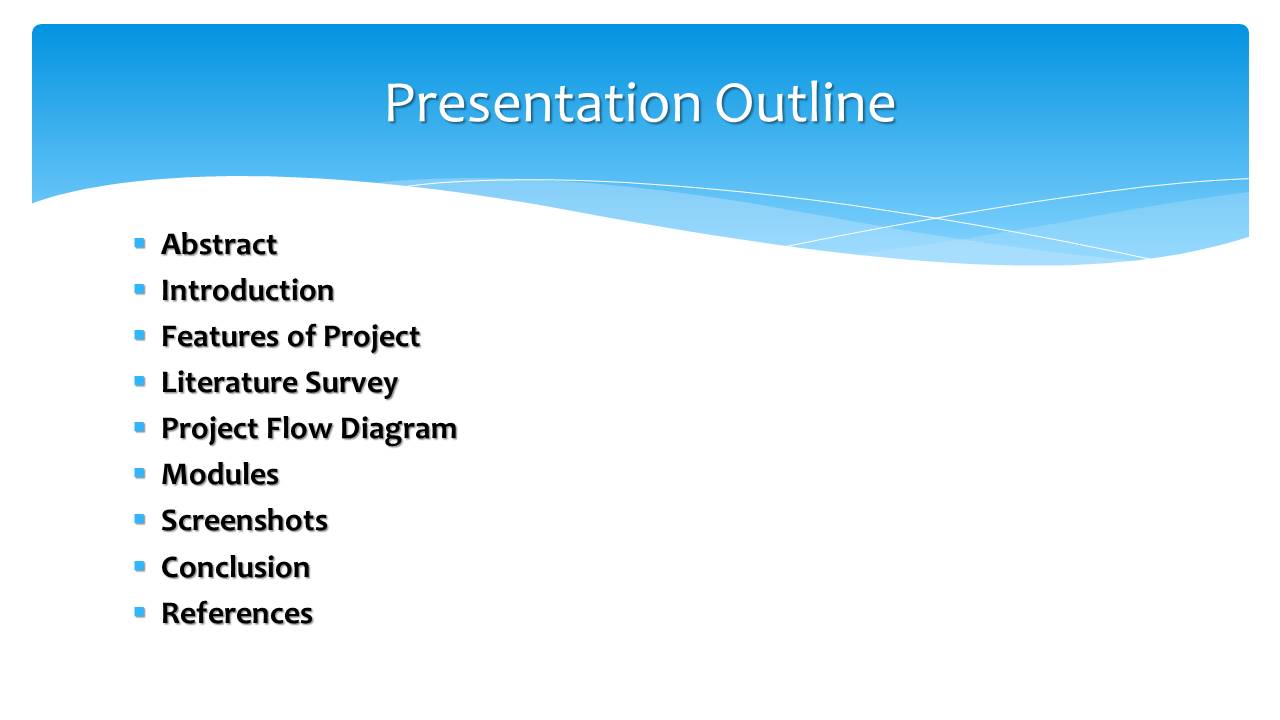 Presentation Outline
Abstract
Introduction
Features of Project
Literature Survey
Project Flow Diagram
Modules
Screenshots
Conclusion
References